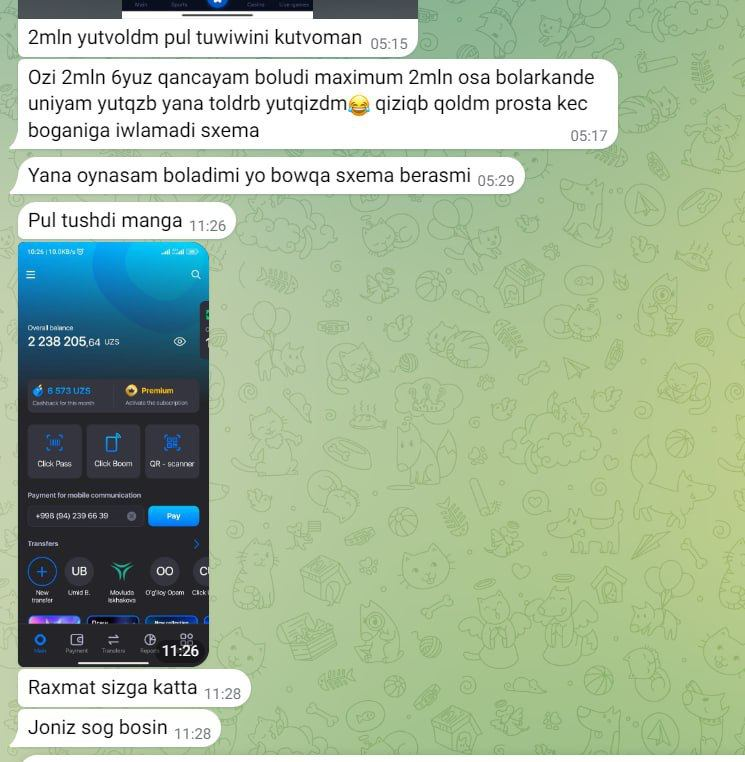 Main Sports Casino Live-games
2mln yutvoldm pul tuwiwini kutvoman 05:15
Ozi 2mln 6yuz qancayam boludi maximum 2mln osa bolarkande
uniyam yutqzb yana toldrb yutqizdm😂 qiziqb qoldm prosta kec
boganiga iwlamadi sxema 05:17
Yana oynasam boladimi yo bowqa sxema berasmi 05:29
Pul tushdi manga 11:26
10:26 | 10.0KB/s
Overall balance
2 238 205,64 UZS
6 573 UZS
Cashback for this month
Premium
Activate the subscription
Click Pass
Click Boom
QR - scanner
Payment for mobile communication
+998 (94) 239 66 39 Pay
Transfers
UB OO
New transfer
Umid B.
Movluda Iskhakova
O'g'iloy Opam
Click
Main Payment Transfers Reports 11:26
Raxmat sizga katta 11:28
Joniz sog bosin 11:28